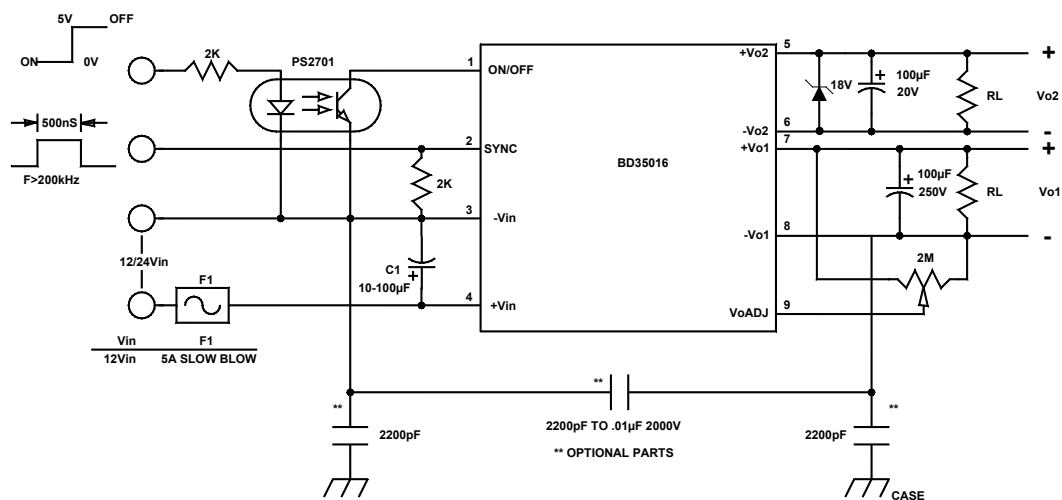 5V OFF
ON 0V
2K
PS2701
1 ON/OFF
500nS
F>200kHz
2 SYNC
2K
3 -Vin
12/24Vin
C1
10-100µF
F1
4 +Vin
Vin F1
12Vin 5A SLOW BLOW
BD35016
+Vo2 5
18V
100µF
20V
RL
Vo2
-Vo2 6
+Vo1 7
100µF
250V
RL
Vo1
-Vo1 8
2M
VoADJ 9
+
-
+
-
+
+
+
** 2200pF
**
2200pF TO .01µF 2000V
** OPTIONAL PARTS
** 2200pF
CASE